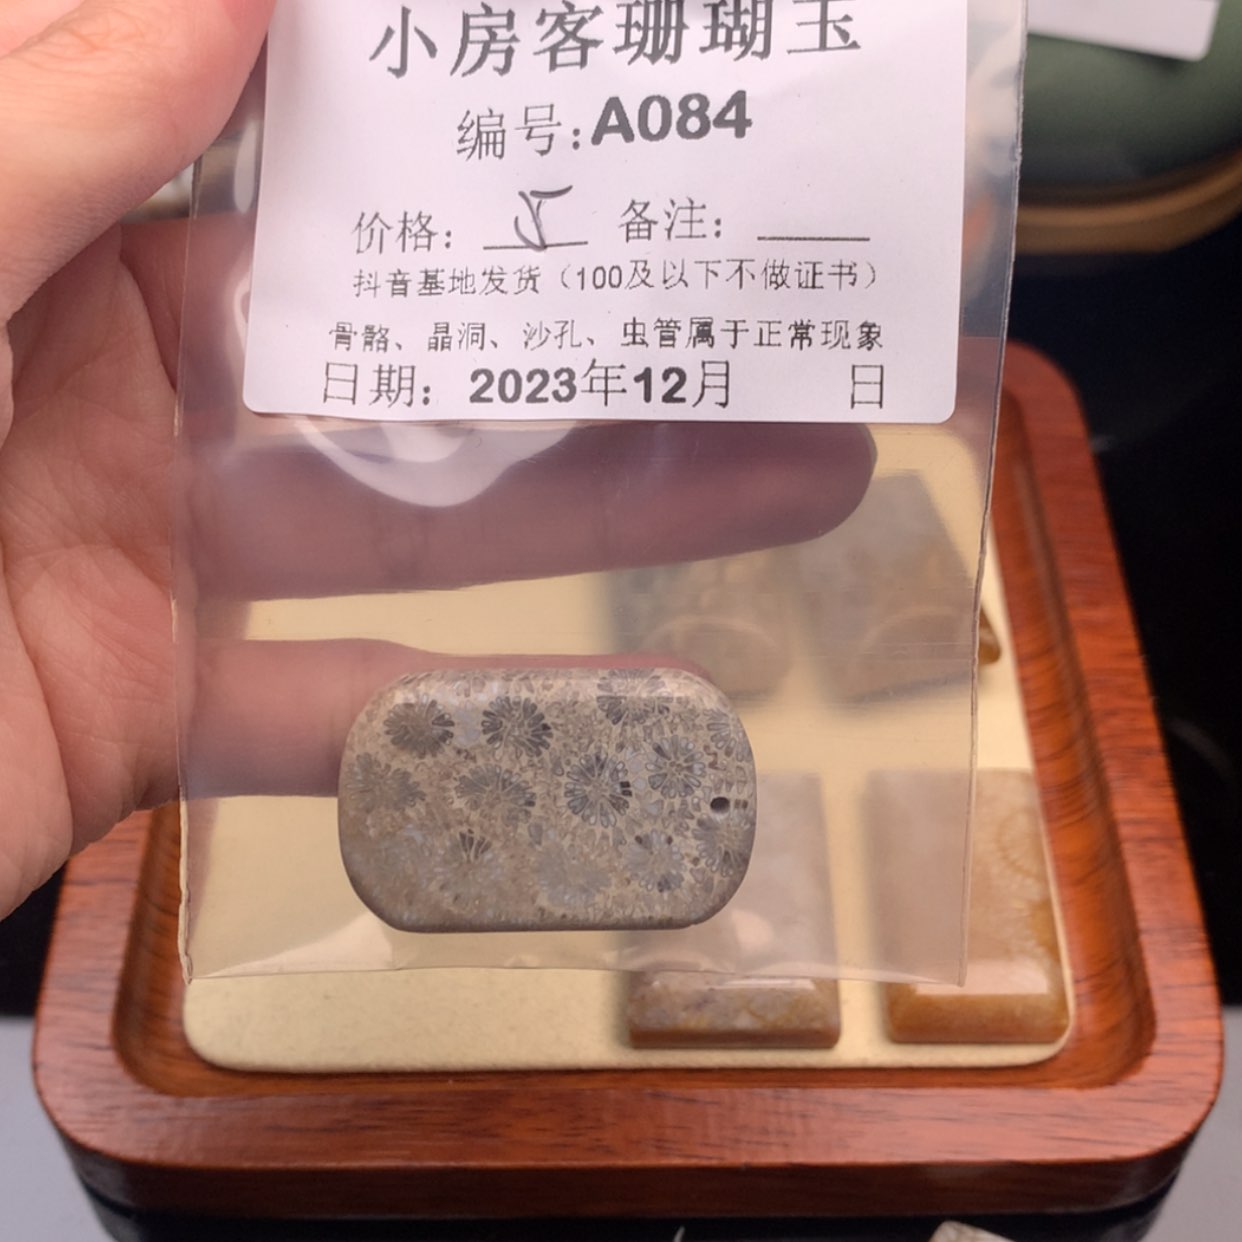 小房客珊瑚玉
编号:A084
价格: 5 备注:
抖音基地发货（100及以下不做证书）
骨骼、晶洞、沙孔、虫管属于正常现象
日期: 2023年12月 日